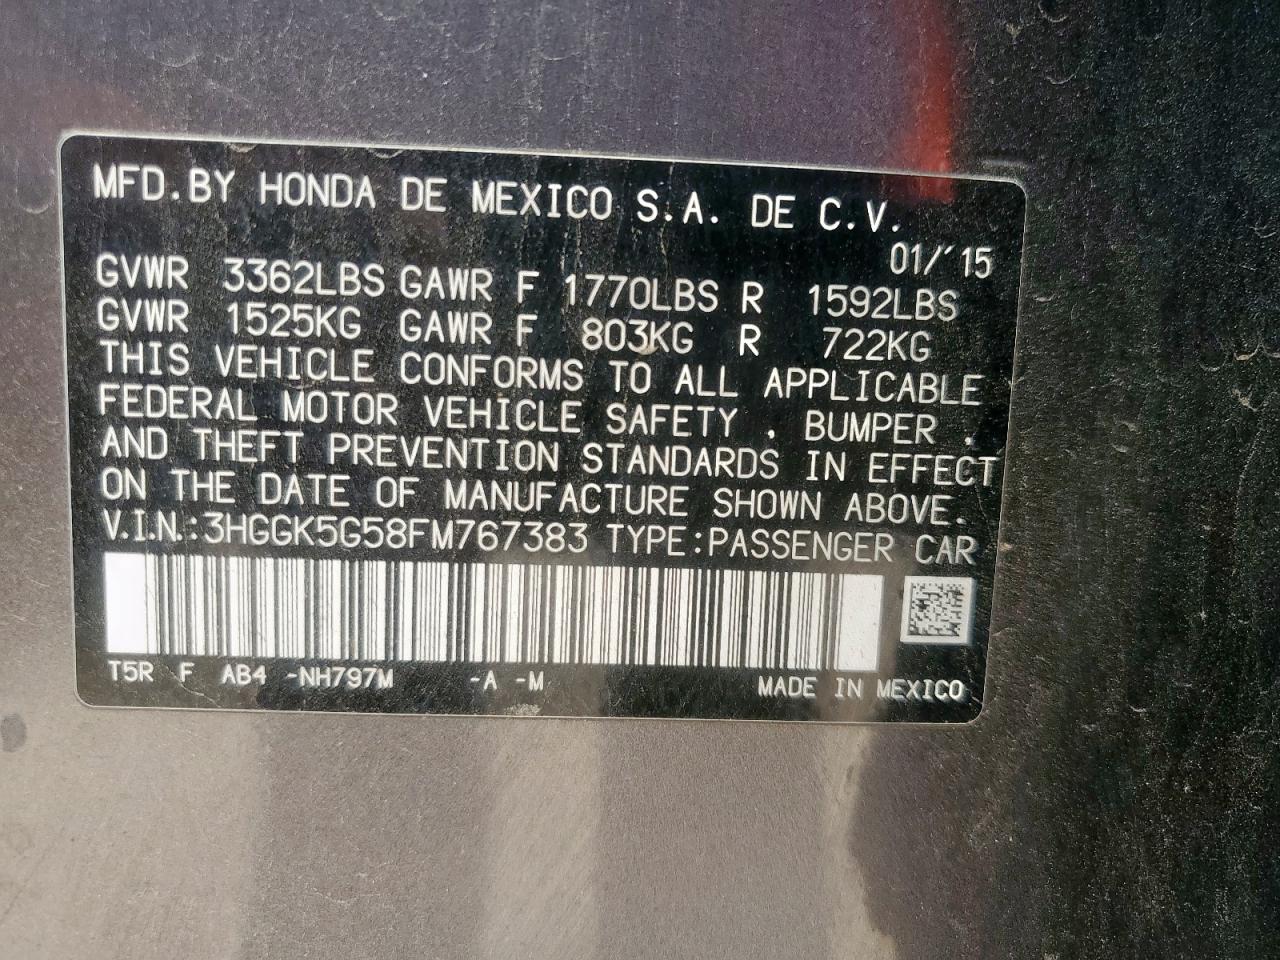 MFD.BY HONDA DE MEXICO S.A. DE C.V.
01/'15
GVWR 3362LBS GAWR F 1770LBS R 1592LBS
GVWR 1525KG GAWR F 803KG R 722KG
THIS VEHICLE CONFORMS TO ALL APPLICABLE
FEDERAL MOTOR VEHICLE SAFETY , BUMPER ,
AND THEFT PREVENTION STANDARDS IN EFFECT
ON THE DATE OF MANUFACTURE SHOWN ABOVE.
V.I.N.:3HGGK5G58FM767383 TYPE:PASSENGER CAR
T5R F AB4 -NH797M -A -M MADE IN MEXICO